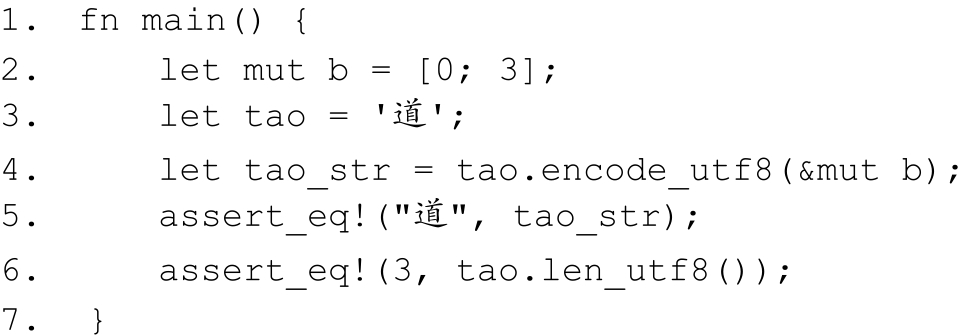 1. fn main() {
2.     let mut b = [0; 3];
3.     let tao = '道';
4.     let tao_str = tao.encode_utf8(&mut b);
5.     assert_eq!("道", tao_str);
6.     assert_eq!(3, tao.len_utf8());
7. }